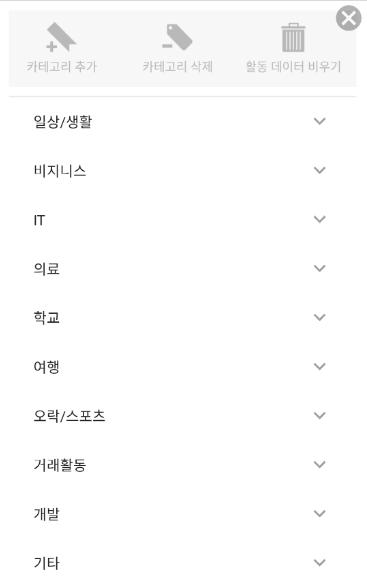 카테고리 추가 카테고리 삭제 활동 데이터 비우기
일상/생활
비지니스
IT
의료
학교
여행
오락/스포츠
거래활동
개발
기타